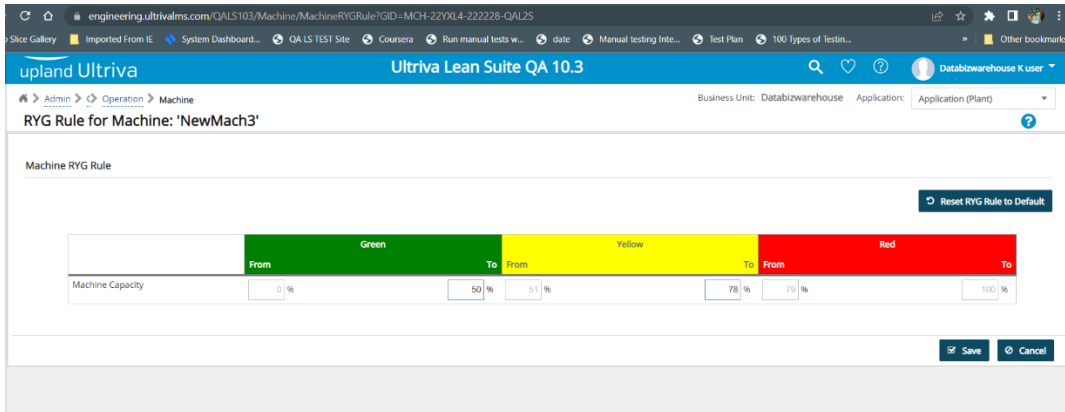 engineering.ultrivalms.com/QALS103/Machine/MachineRYGRule?GID=MCH-22YXL4-222228-QAL2S
Slice Gallery Imported From IE System Dashboard... QA LS TEST Site Coursera Run manual tests w... date Manual testing Inte... Test Plan 100 Types of Testin... » Other bookmarks
upland Ultriva Ultriva Lean Suite QA 10.3 Databizwarehouse K user
Admin > Operation > Machine Business Unit: Databizwarehouse Application: Application (Plant)
RYG Rule for Machine: 'NewMach3'
Machine RYG Rule
Reset RYG Rule to Default
Green Yellow Red
From To From To From To
Machine Capacity 0 % 50 % 51 % 78 % 79 % 100 %
Save Cancel